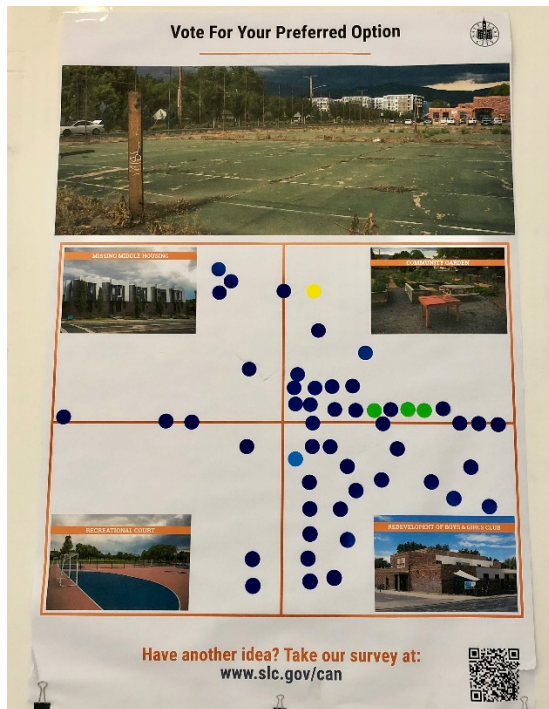 Vote For Your Preferred Option
MISSING MIDDLE HOUSING
COMMUNITY GARDEN
RECREATIONAL COURT
REDEVELOPENT OF BOYS & GIRLS CLUB
Have another idea? Take our survey at:
www.slc.gov/can